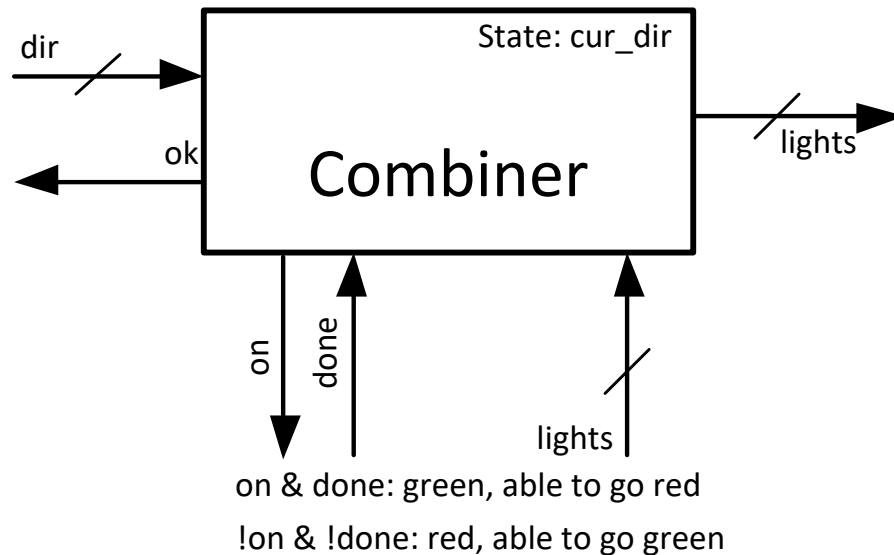 State: cur_dir
dir
ok
Combiner
lights
on
done
lights
on & done: green, able to go red
!on & !done: red, able to go green